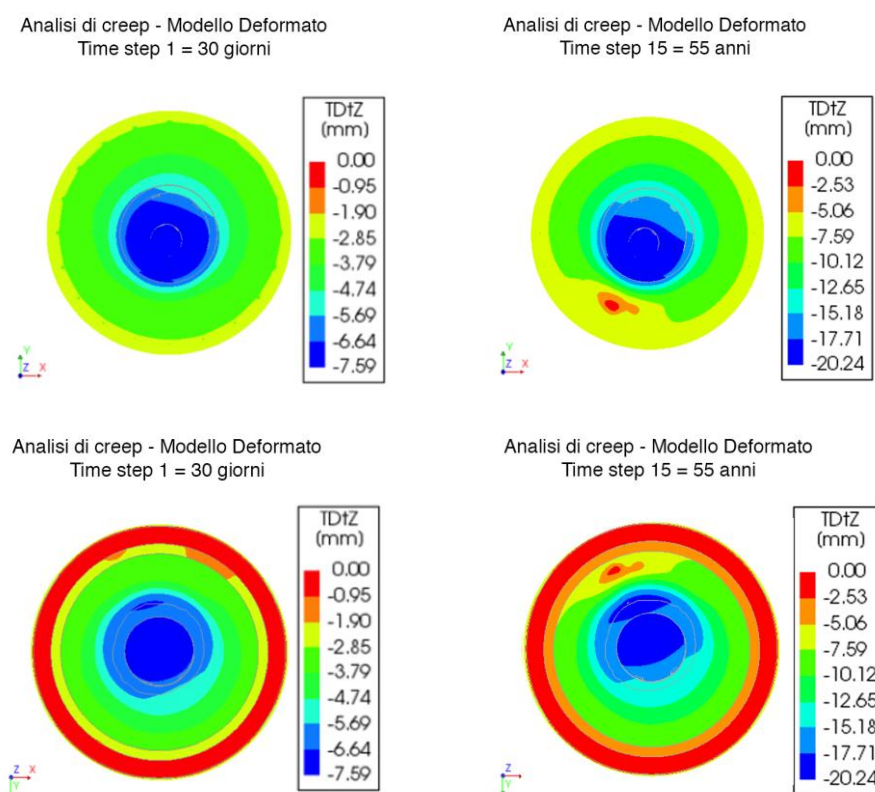 Analisi di creep - Modello Deformato
Time step 1 = 30 giorni
TDtZ
(mm)
0.00
-0.95
-1.90
-2.85
-3.79
-4.74
-5.69
-6.64
-7.59
Y
Z X
Analisi di creep - Modello Deformato
Time step 15 = 55 anni
TDtZ
(mm)
0.00
-2.53
-5.06
-7.59
-10.12
-12.65
-15.18
-17.71
-20.24
Y
Z X
Analisi di creep - Modello Deformato
Time step 1 = 30 giorni
TDtZ
(mm)
0.00
-0.95
-1.90
-2.85
-3.79
-4.74
-5.69
-6.64
-7.59
Z X
Y
Analisi di creep - Modello Deformato
Time step 15 = 55 anni
TDtZ
(mm)
0.00
-2.53
-5.06
-7.59
-10.12
-12.65
-15.18
-17.71
-20.24
Z X
Y